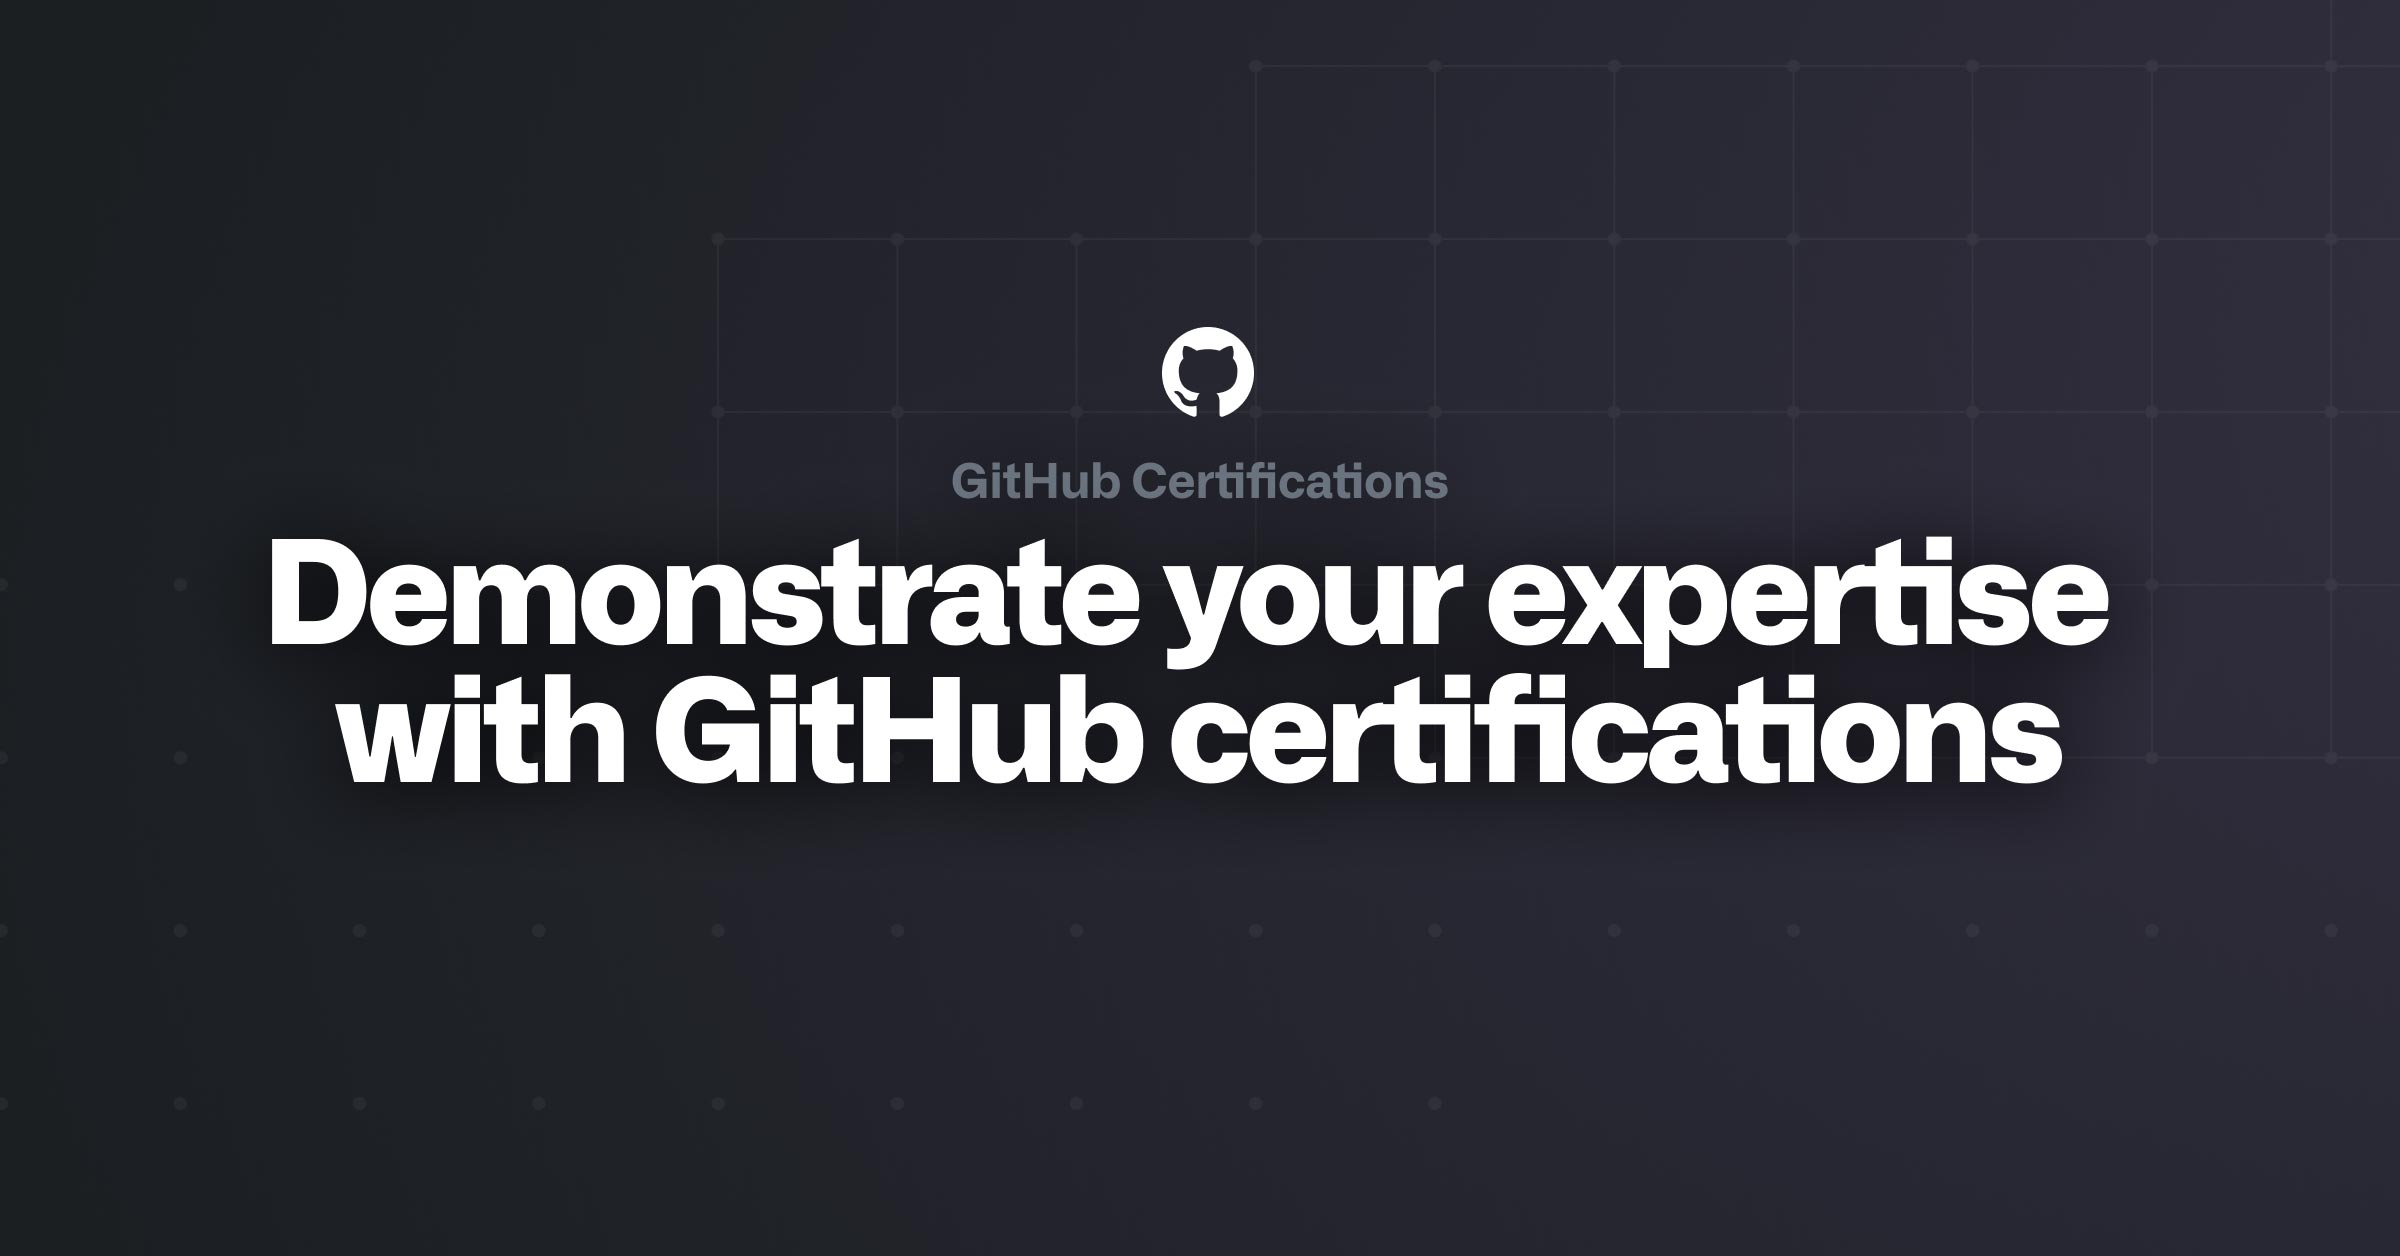 GitHub Certifications
Demonstrate your expertise
with GitHub certifications